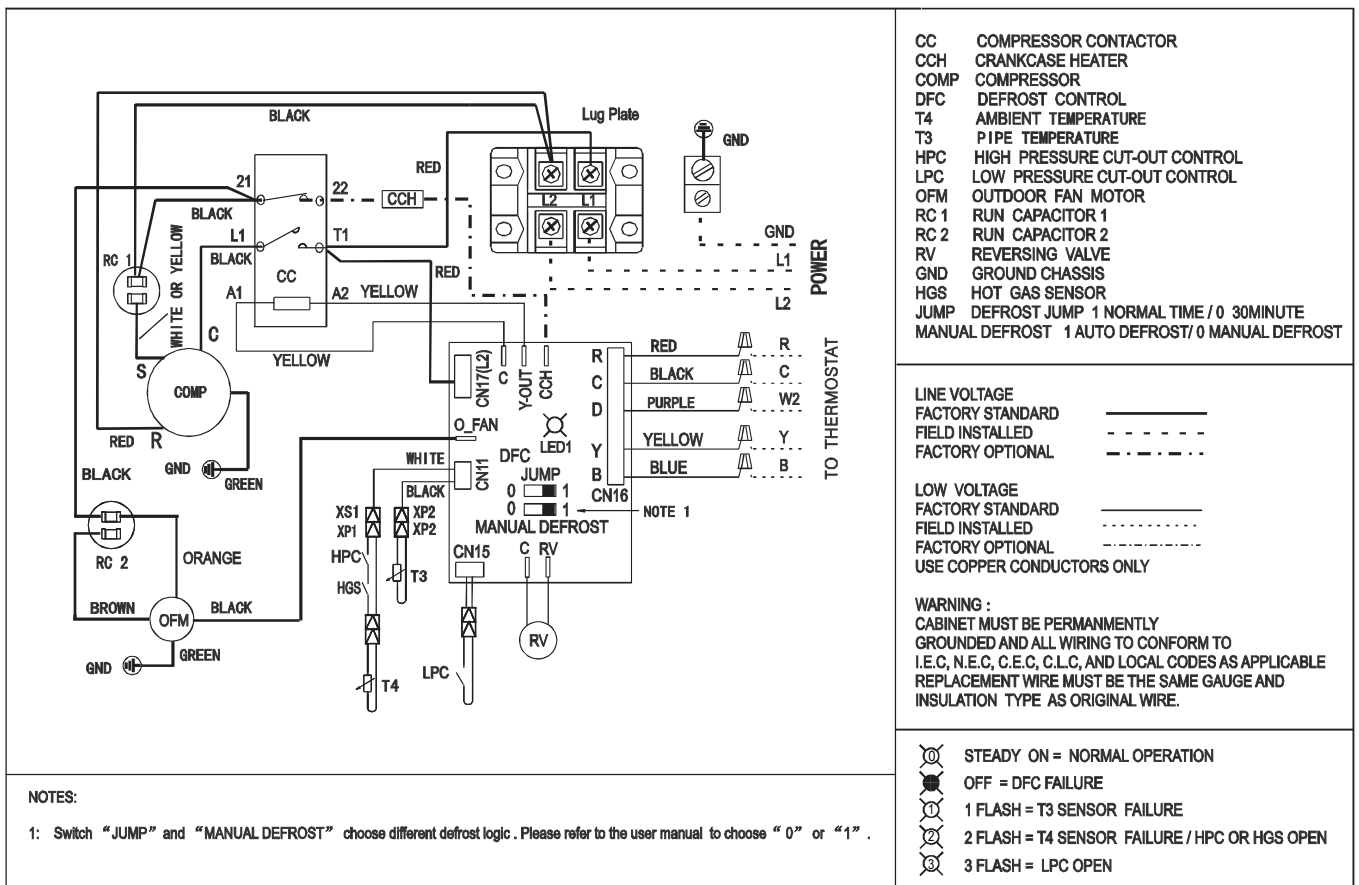 BLACK
Lug Plate
GND
RED
21
22
CCH
BLACK
L2 L1
RC 1
WHITE OR YELLOW
L1
T1
BLACK
RED
CC
A1
A2
YELLOW
YELLOW
GND
L1
L2
POWER
C
S
COMP
R
RED
GND
GREEN
BLACK
CN17(L2)
C
Y-OUT
CCH
O_FAN
LED1
DFC
WHITE
CN11
BLACK
JUMP
0 1
0 1
MANUAL DEFROST
NOTE 1
R
C
D
Y
B
CN16
RED R
BLACK C
PURPLE W2
YELLOW Y
BLUE B
TO THERMOSTAT
XS1 XP2
XP1 XP2
HPC
HGS
T3
T4
CN15
C RV
LPC
RV
RC 2
ORANGE
BROWN
OFM
BLACK
GREEN
GND
NOTES:
1: Switch “JUMP” and “MANUAL DEFROST” choose different defrost logic . Please refer to the user manual to choose “ 0” or “1” .
CC COMPRESSOR CONTACTOR
CCH CRANKCASE HEATER
COMP COMPRESSOR
DFC DEFROST CONTROL
T4 AMBIENT TEMPERATURE
T3 PIPE TEMPERATURE
HPC HIGH PRESSURE CUT-OUT CONTROL
LPC LOW PRESSURE CUT-OUT CONTROL
OFM OUTDOOR FAN MOTOR
RC 1 RUN CAPACITOR 1
RC 2 RUN CAPACITOR 2
RV REVERSING VALVE
GND GROUND CHASSIS
HGS HOT GAS SENSOR
JUMP DEFROST JUMP 1 NORMAL TIME / 0 30MINUTE
MANUAL DEFROST 1 AUTO DEFROST/ 0 MANUAL DEFROST
LINE VOLTAGE
FACTORY STANDARD
FIELD INSTALLED
FACTORY OPTIONAL
LOW VOLTAGE
FACTORY STANDARD
FIELD INSTALLED
FACTORY OPTIONAL
USE COPPER CONDUCTORS ONLY
WARNING :
CABINET MUST BE PERMANMENTLY
GROUNDED AND ALL WIRING TO CONFORM TO
I.E.C, N.E.C, C.E.C, C.L.C, AND LOCAL CODES AS APPLICABLE
REPLACEMENT WIRE MUST BE THE SAME GAUGE AND
INSULATION TYPE AS ORIGINAL WIRE.
0 STEADY ON = NORMAL OPERATION
OFF = DFC FAILURE
1 1 FLASH = T3 SENSOR FAILURE
2 2 FLASH = T4 SENSOR FAILURE / HPC OR HGS OPEN
3 3 FLASH = LPC OPEN